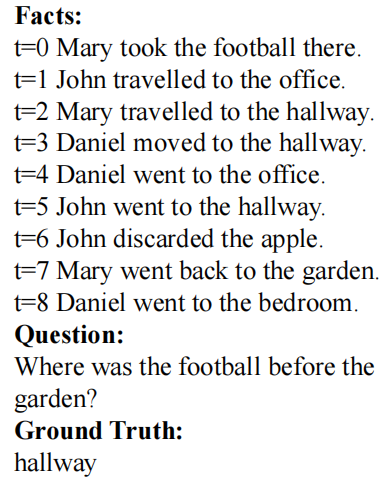 Facts:
t=0 Mary took the football there.
t=1 John travelled to the office.
t=2 Mary travelled to the hallway.
t=3 Daniel moved to the hallway.
t=4 Daniel went to the office.
t=5 John went to the hallway.
t=6 John discarded the apple.
t=7 Mary went back to the garden.
t=8 Daniel went to the bedroom.
Question:
Where was the football before the
garden?
Ground Truth:
hallway